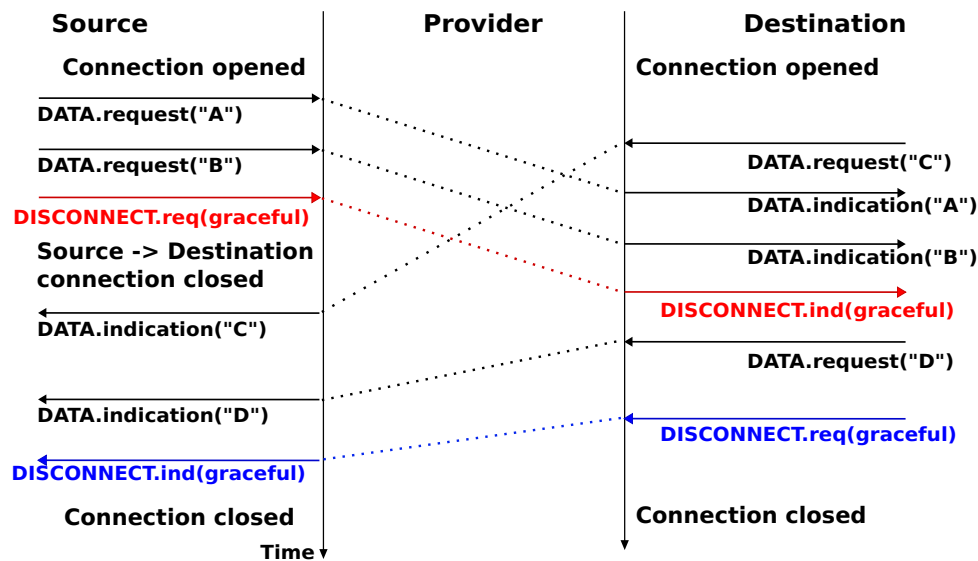 Source
Provider
Destination
Connection opened
Connection opened
DATA.request("A")
DATA.request("B")
DATA.request("C")
DISCONNECT.req(graceful)
DATA.indication("A")
Source -> Destination
connection closed
DATA.indication("B")
DISCONNECT.ind(graceful)
DATA.indication("C")
DATA.request("D")
DATA.indication("D")
DISCONNECT.req(graceful)
DISCONNECT.ind(graceful)
Connection closed
Connection closed
Time